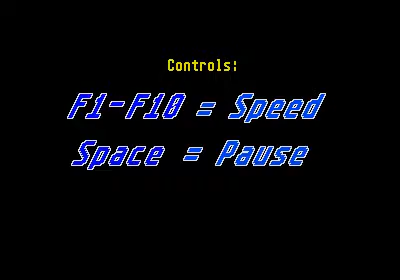 Controls:
F1-F10 = Speed
Space = Pause